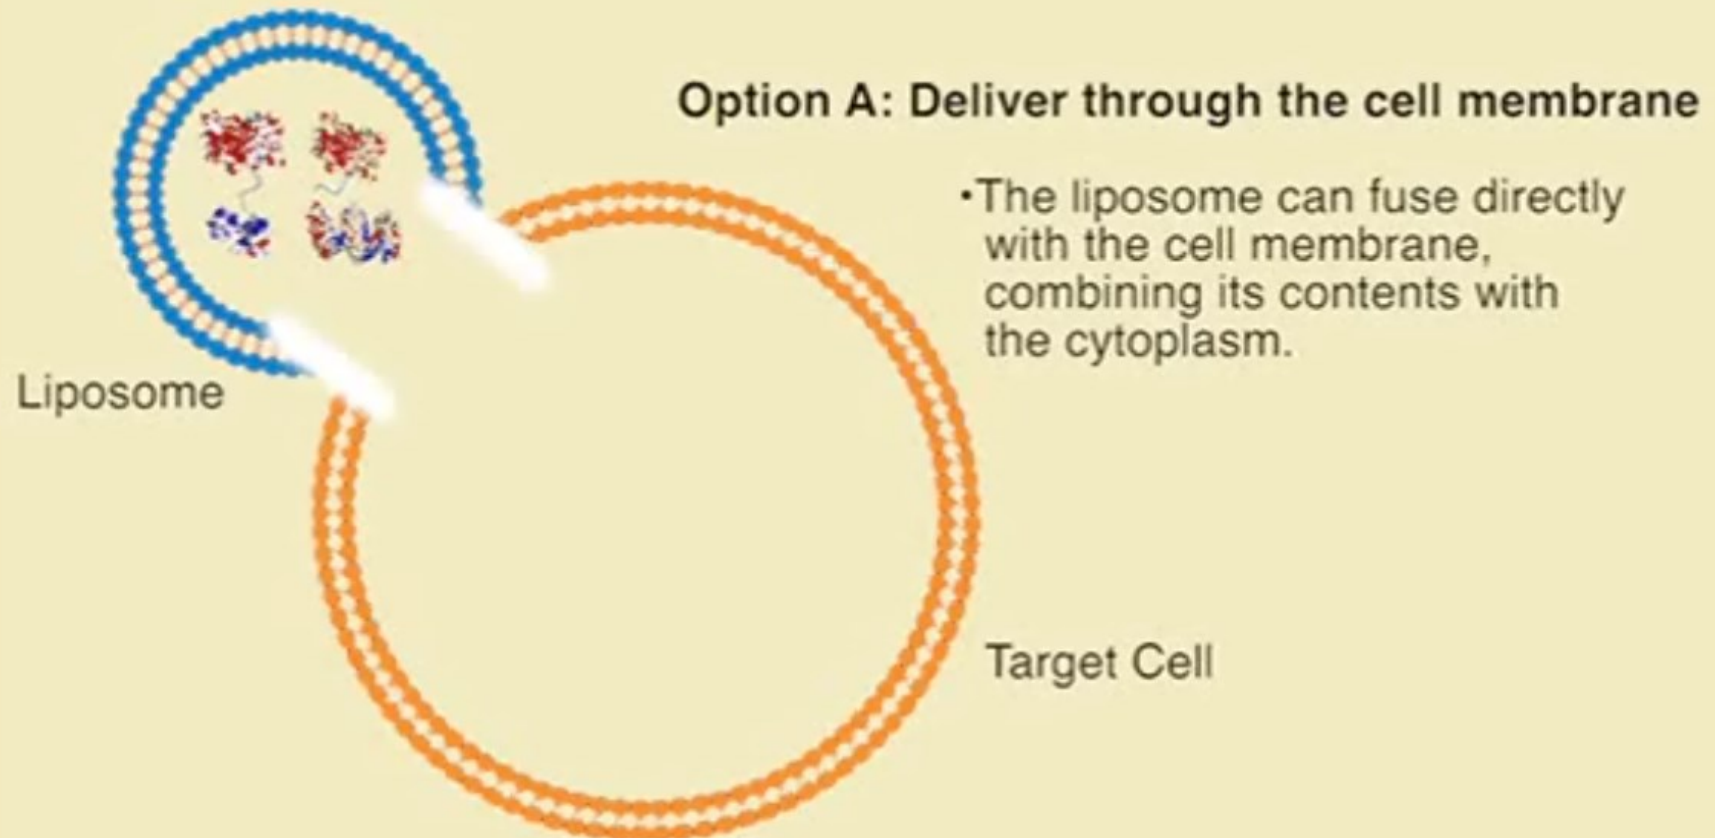 Option A: Deliver through the cell membrane
•The liposome can fuse directly
with the cell membrane,
combining its contents with
the cytoplasm.
Liposome
Target Cell